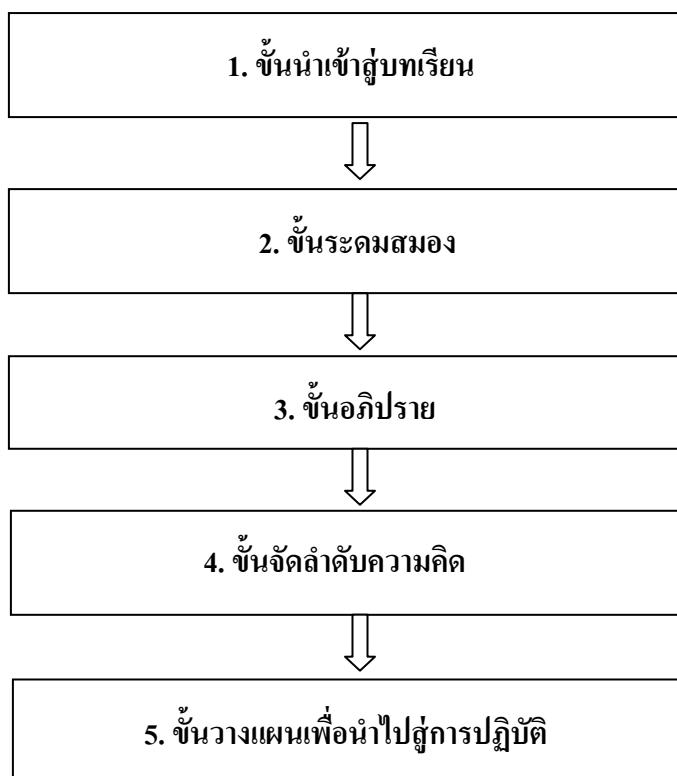 1. ขั้นนำเข้าสู่บทเรียน
2. ขั้นระดมสมอง
3. ขั้นอภิปราย
4. ขั้นจัดลำดับความคิด
5. ขั้นวางแผนเพื่อนำไปสู่การปฏิบัติ